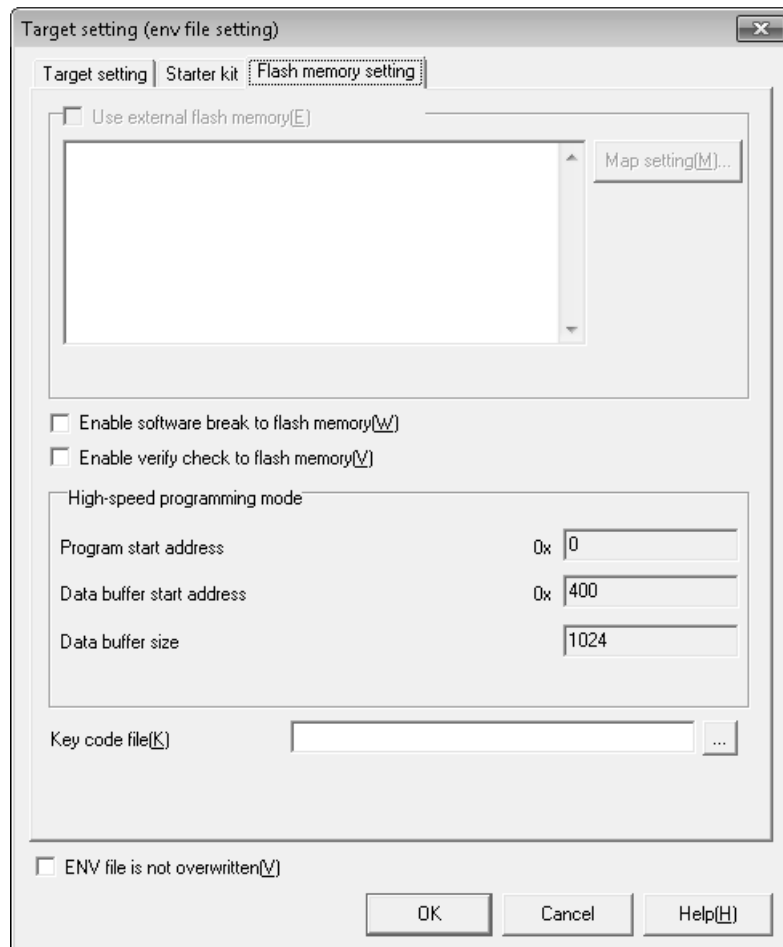 Target setting (env file setting)
Target setting Starter kit Flash memory setting
Use external flash memory(E)
Map setting(M)...
Enable software break to flash memory(W)
Enable verify check to flash memory(V)
High-speed programming mode
Program start address 0x 0
Data buffer start address 0x 400
Data buffer size 1024
Key code file(K) ...
ENV file is not overwritten(V)
OK Cancel Help(H)